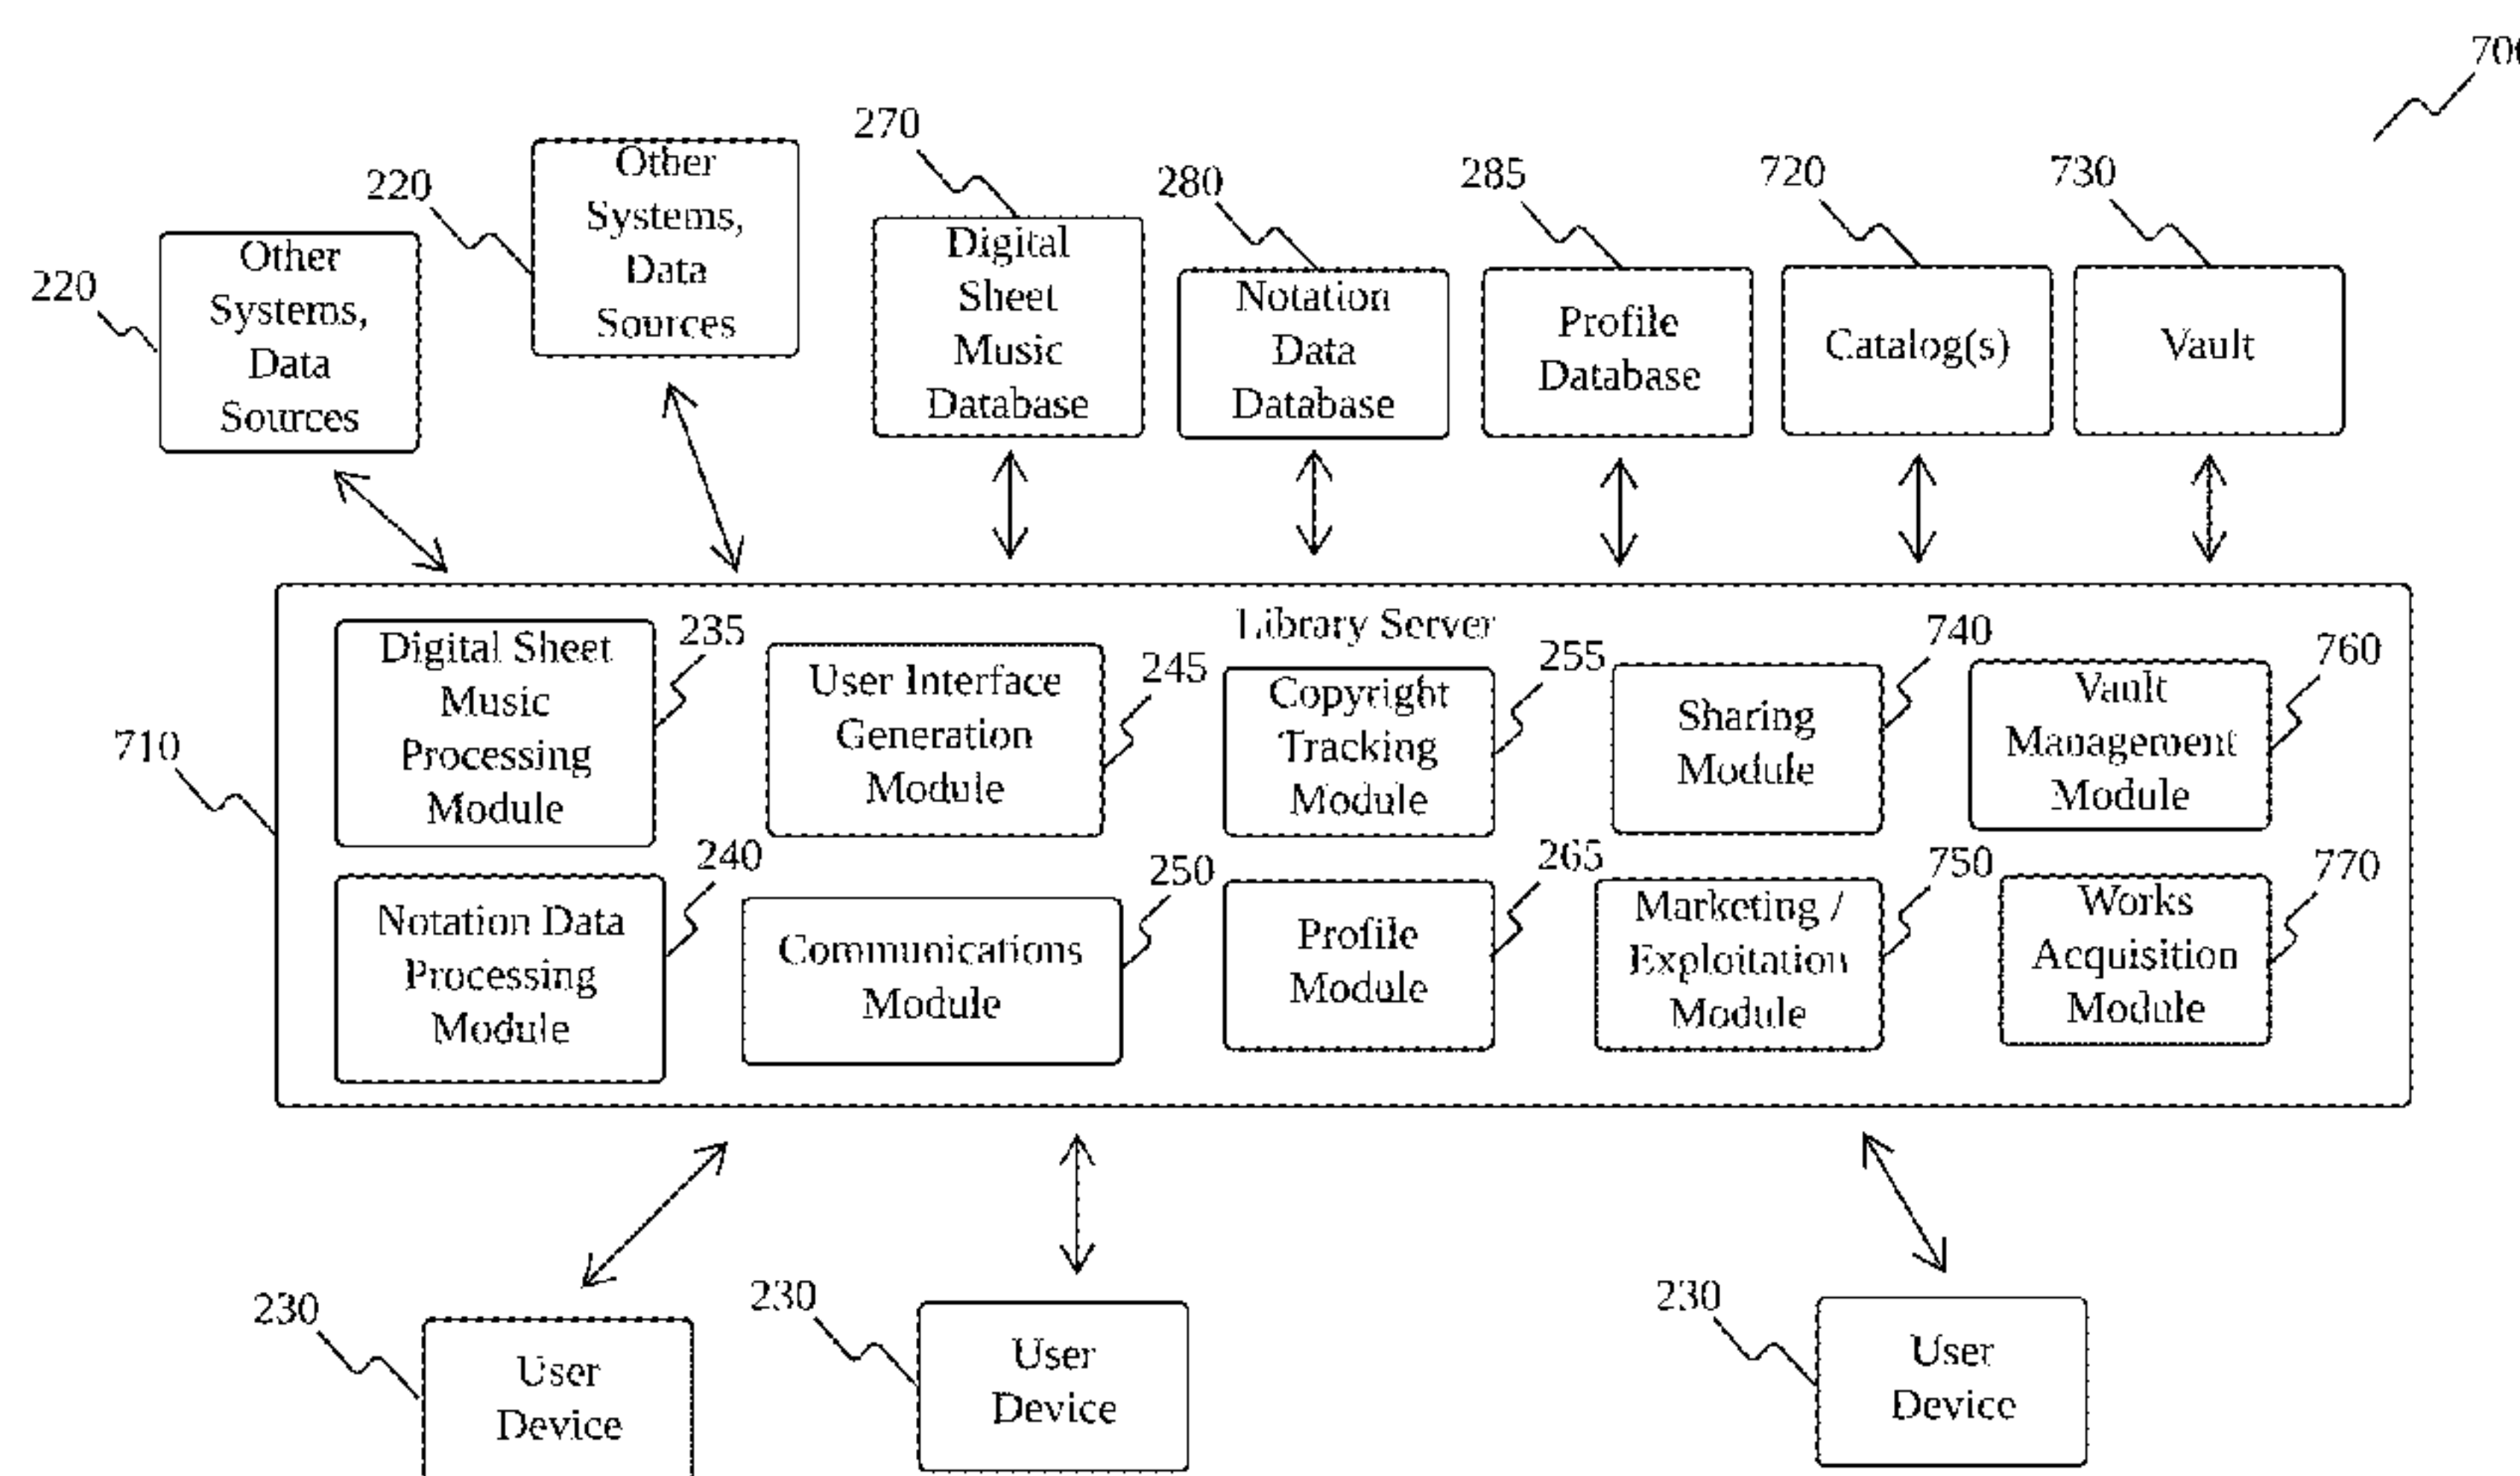 700
270
Other
Systems,
Data
Sources
220
280
285
720
730
Other
Systems,
Data
Sources
220
Digital
Sheet
Music
Database
Notation
Data
Database
Profile
Database
Catalog(s)
Vault
Library Server
710
Digital Sheet
Music
Processing
Module
235
User Interface
Generation
Module
245
Copyright
Tracking
Module
255
Sharing
Module
740
Vault
Management
Module
760
Notation Data
Processing
Module
240
Communications
Module
250
Profile
Module
265
Marketing /
Exploitation
Module
750
Works
Acquisition
Module
770
230
User
Device
230
User
Device
230
User
Device